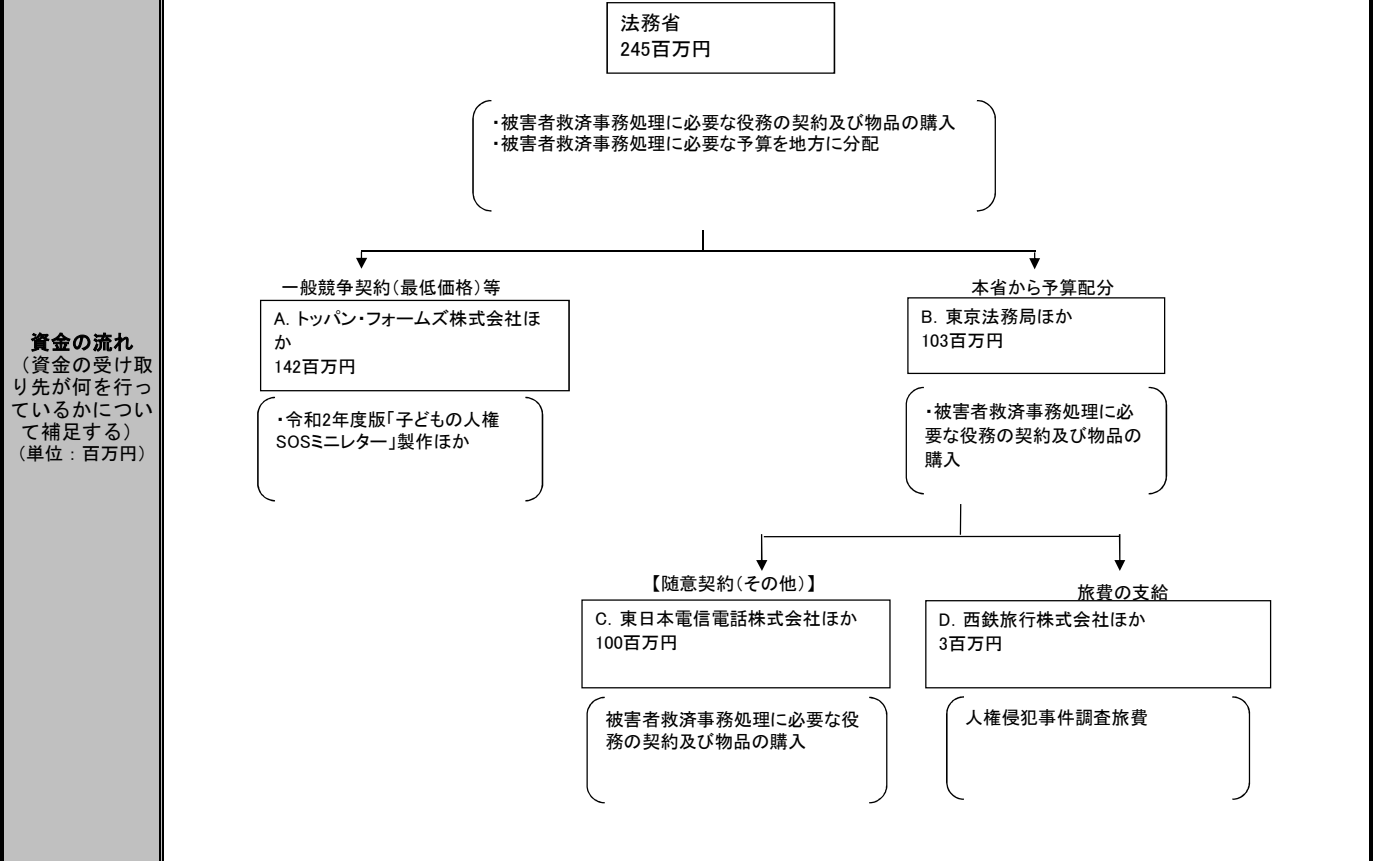 資金の流れ
（資金の受け取
り先が何を行っ
ているかについ
て補足する）
（単位：百万円）
法務省
245百万円
・被害者救済事務処理に必要な役務の契約及び物品の購入
・被害者救済事務処理に必要な予算を地方に分配
一般競争契約（最低価格）等
A．トッパン・フォームズ株式会社ほ
か
142百万円
・令和2年度版「子どもの人権
SOSミニレター」製作ほか
本省から予算配分
B．東京法務局ほか
103百万円
・被害者救済事務処理に必
要な役務の契約及び物品の
購入
【随意契約（その他）】
C．東日本電信電話株式会社ほか
100百万円
被害者救済事務処理に必要な役
務の契約及び物品の購入
旅費の支給
D．西鉄旅行株式会社ほか
3百万円
人権侵犯事件調査旅費